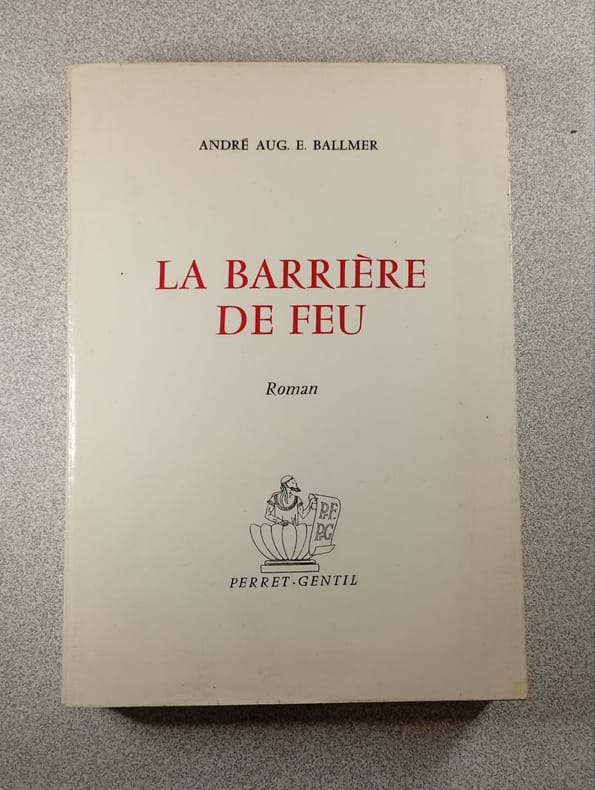 ANDRÉ AUG. E. BALLMER
LA BARRIÈRE
DE FEU
Roman
P.F.
P.G
PERRET-GENTIL